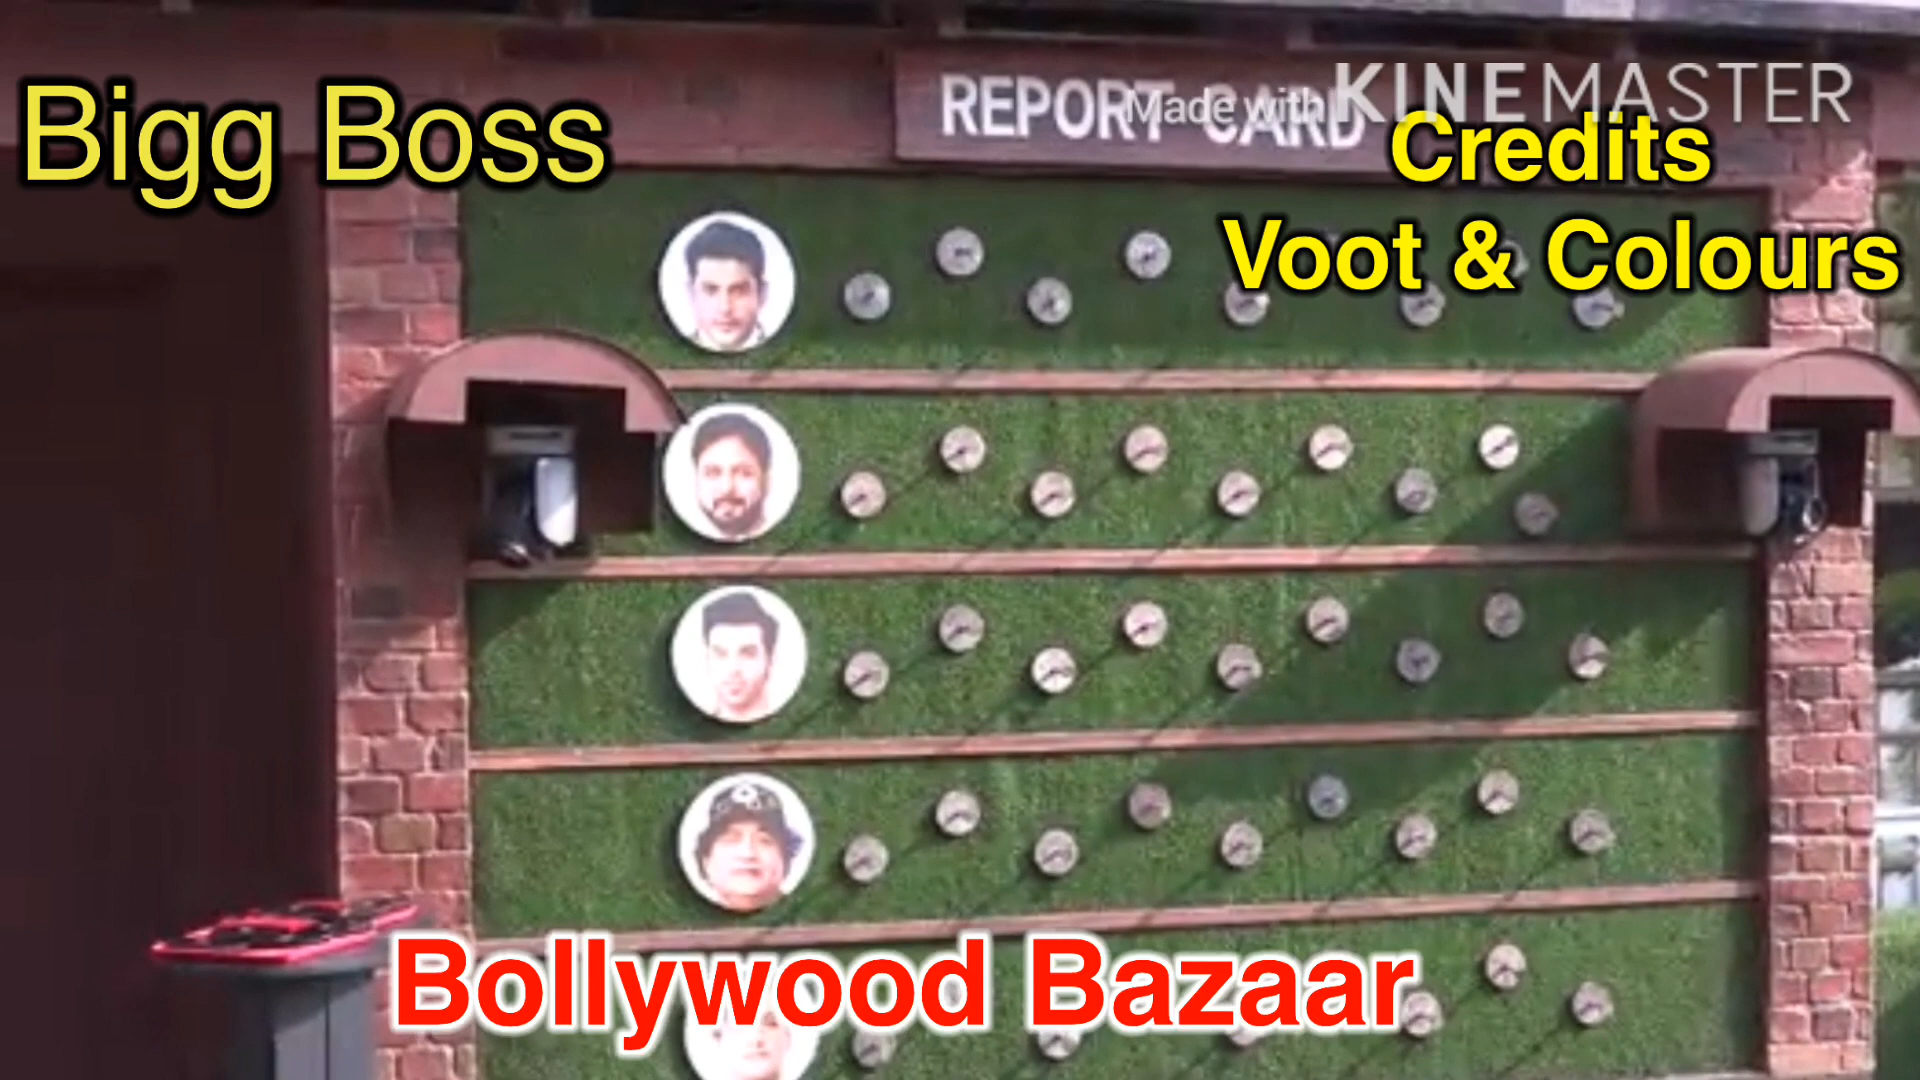 Bigg Boss
REPORT CARD
Made with KINEMASTER
Credits
Voot & Colours
Bollywood Bazaar